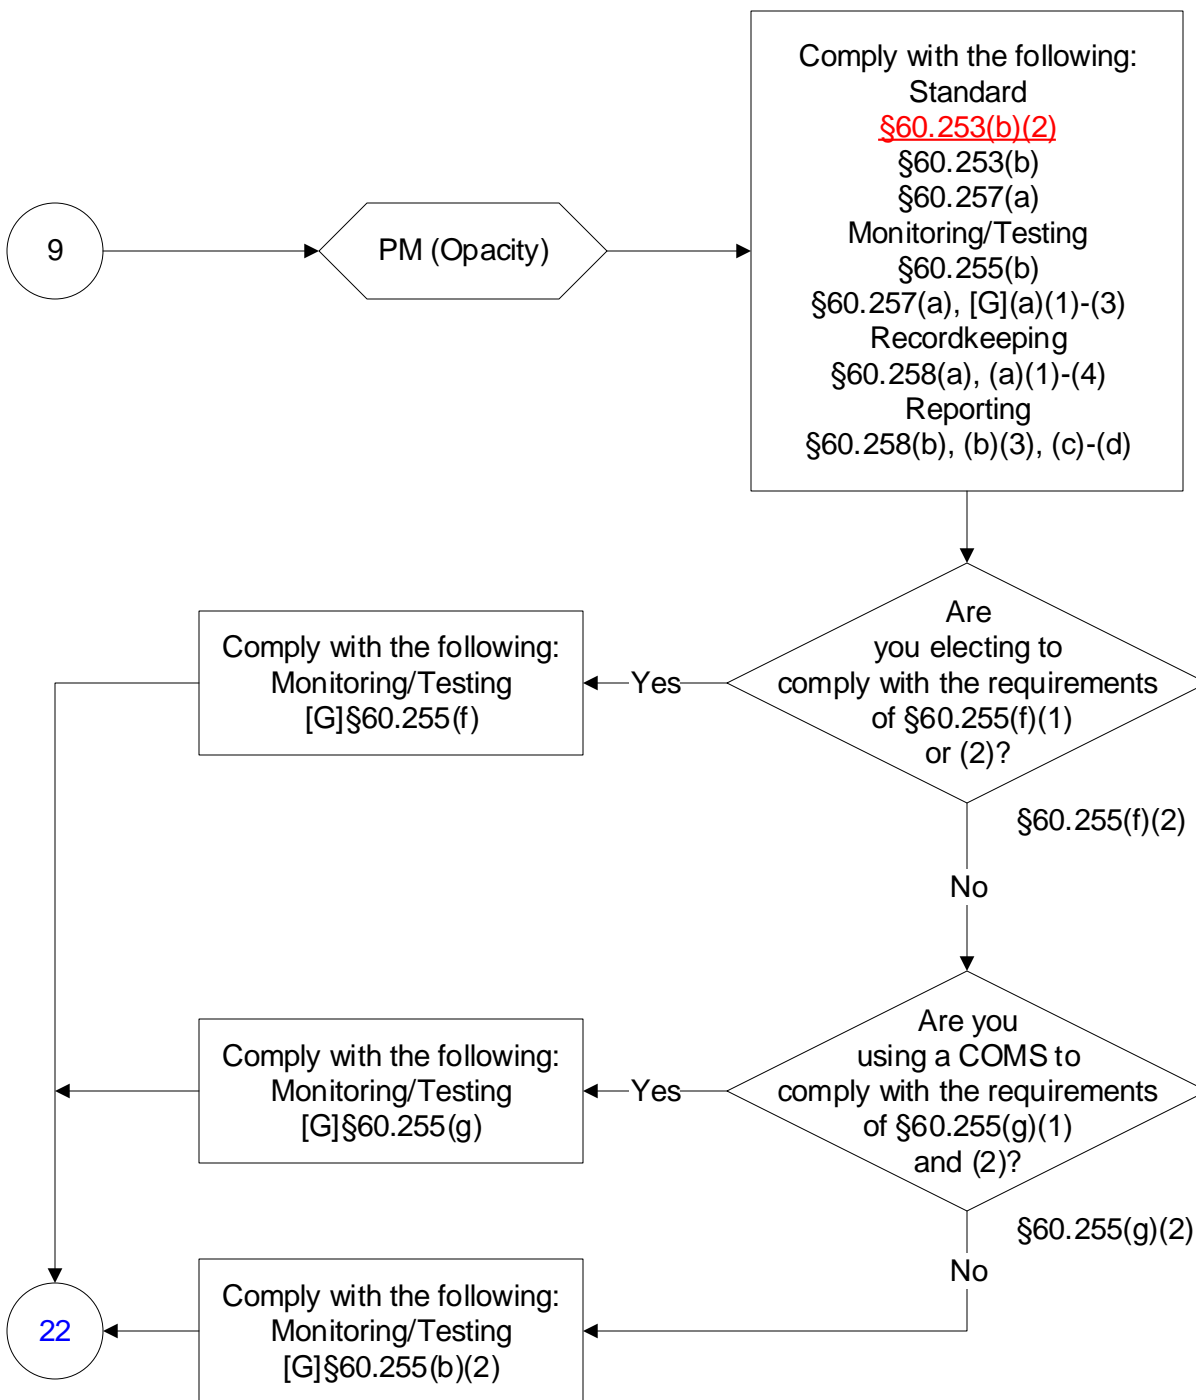 9
PM (Opacity)
Comply with the following:
Standard
§60.253(b)(2)
§60.253(b)
§60.257(a)
Monitoring/Testing
§60.255(b)
§60.257(a), [G](a)(1)-(3)
Recordkeeping
§60.258(a), (a)(1)-(4)
Reporting
§60.258(b), (b)(3), (c)-(d)
Are
you electing to
comply with the requirements
of §60.255(f)(1)
or (2)?
§60.255(f)(2)
Yes
Comply with the following:
Monitoring/Testing
[G]§60.255(f)
No
Are you
using a COMS to
comply with the requirements
of §60.255(g)(1)
and (2)?
§60.255(g)(2)
Yes
Comply with the following:
Monitoring/Testing
[G]§60.255(g)
No
Comply with the following:
Monitoring/Testing
[G]§60.255(b)(2)
22